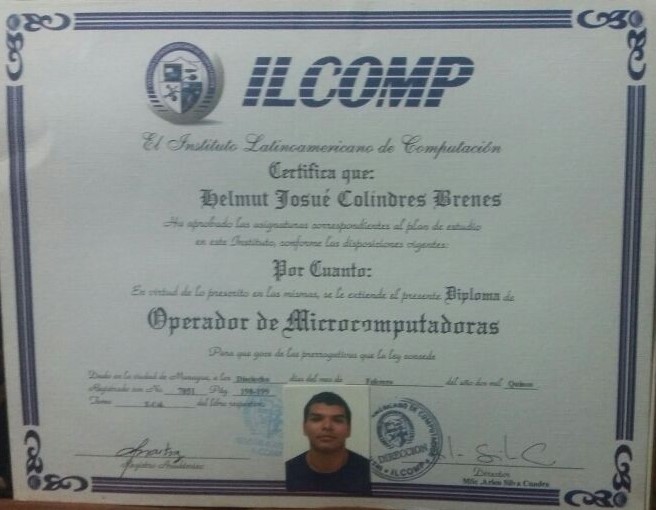 ILCOMP
El Instituto Latinoamericano de Computación
Certifica que:
Helmut Josué Colindres Brenes
Ha aprobado las asignaturas correspondientes al plan de estudio
en este Instituto, conforme las disposiciones vigentes:
Por Cuanto:
En virtud de lo prescrito en las mismas, se le extiende el presente Diploma de
Operador de Microcomputadoras
Para que goce de las prerrogativas que la ley concede
Dado en la ciudad de Managua, a los Dieciocho días del mes de Febrero del año dos mil Quince
Registrado con No. 7051 Pág. 198-199
Tomo del libro respectivo.
DIRECCION
ILCOMP
Registro Académico
Director
MSc. Arlen Silva Cuadra